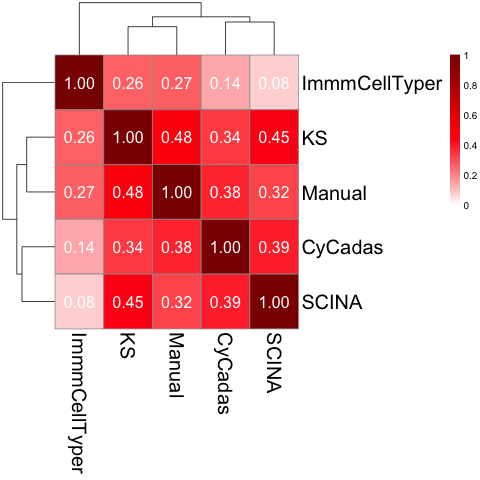 1.00 0.26 0.27 0.14 0.08 ImmmCellTyper
0.26 1.00 0.48 0.34 0.45 KS
0.27 0.48 1.00 0.38 0.32 Manual
0.14 0.34 0.38 1.00 0.39 CyCadas
0.08 0.45 0.32 0.39 1.00 SCINA
ImmmCellTyper
KS
Manual
CyCadas
SCINA
1
0.8
0.6
0.4
0.2
0